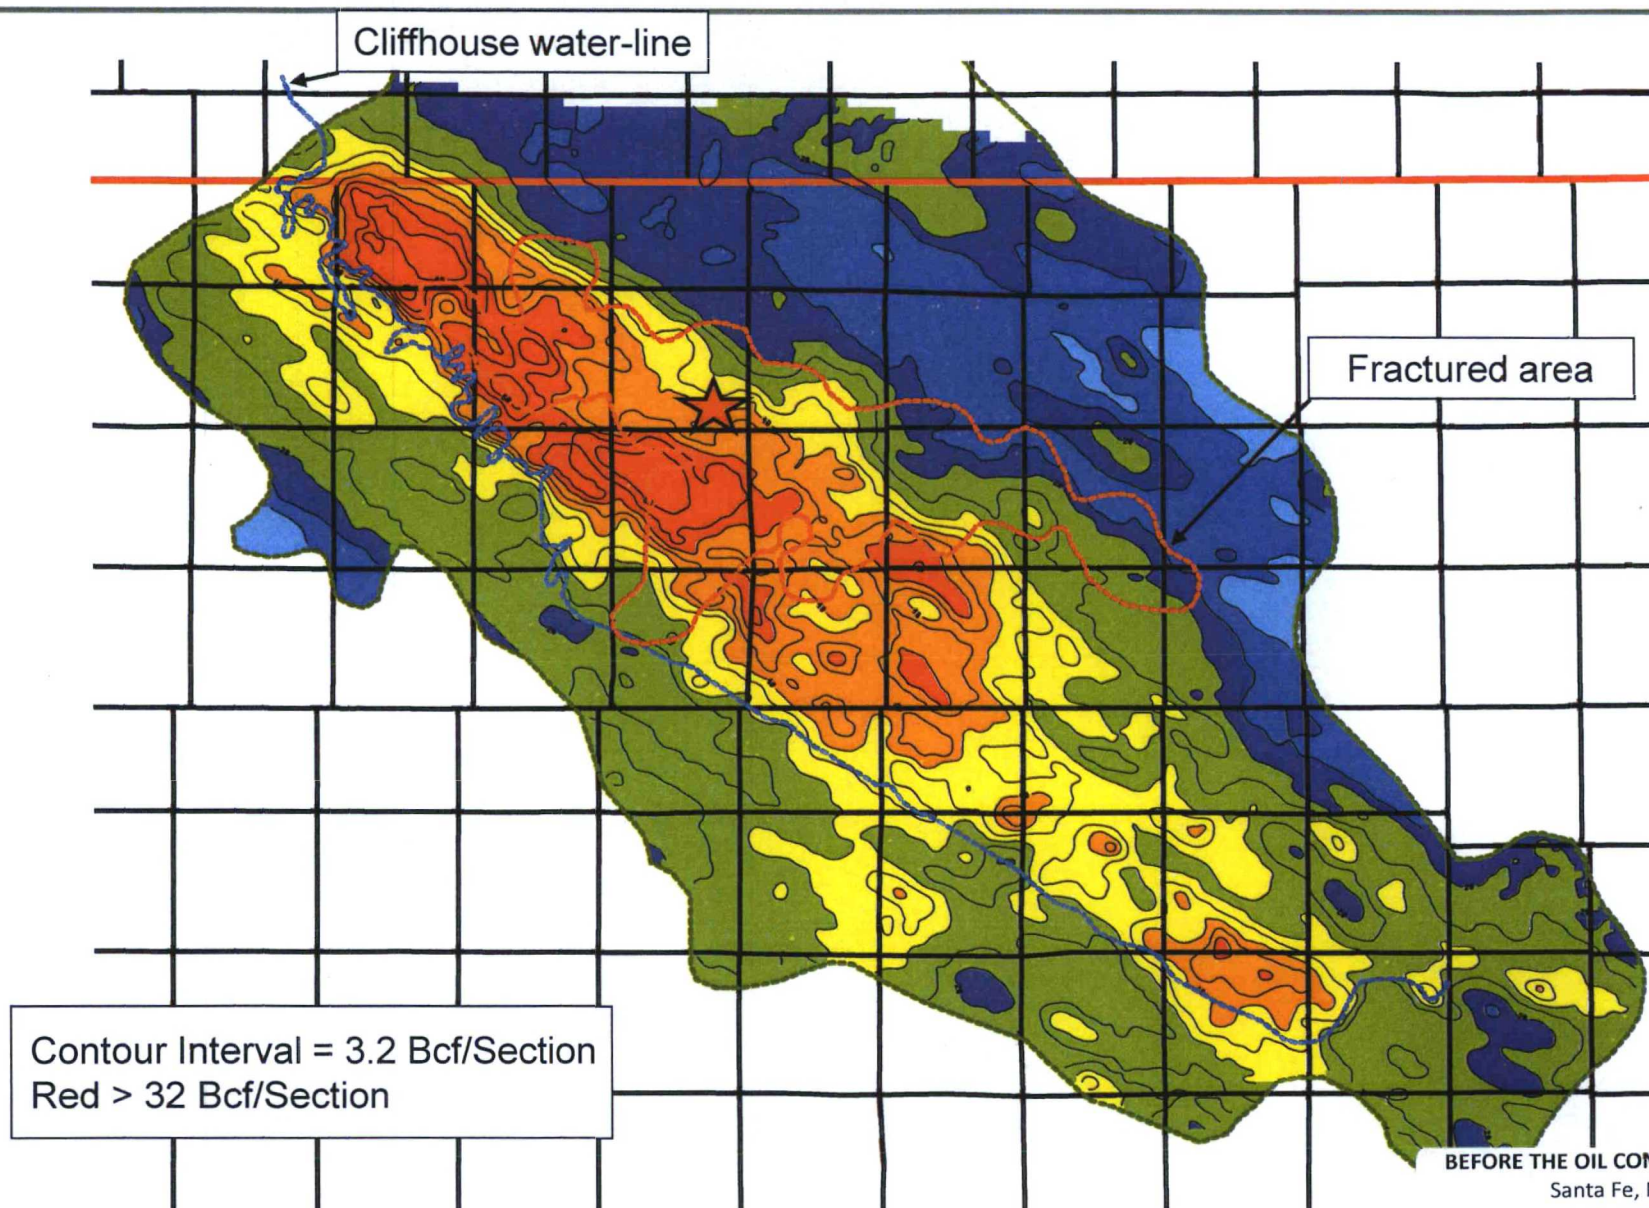 Cliffhouse water-line
Fractured area
Contour Interval = 3.2 Bcf/Section
Red > 32 Bcf/Section
BEFORE THE OIL CON
Santa Fe,